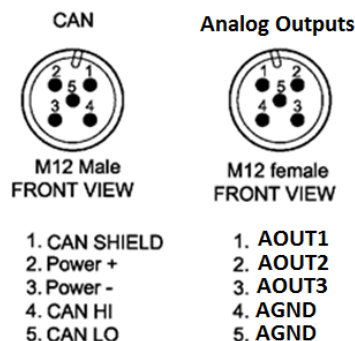 CAN
2 1
5
3 4
M12 Male
FRONT VIEW
1. CAN SHIELD
2. Power +
3. Power -
4. CAN HI
5. CAN LO
Analog Outputs
1 2
5
4 3
M12 female
FRONT VIEW
1. AOUT1
2. AOUT2
3. AOUT3
4. AGND
5. AGND